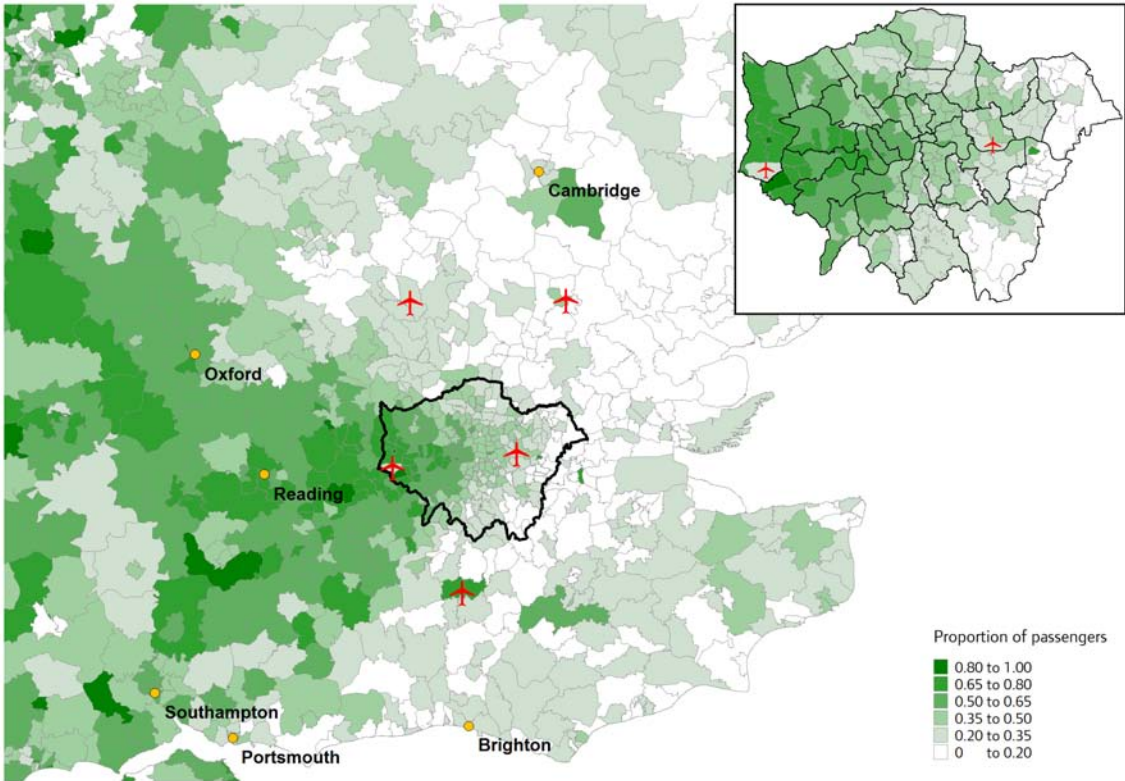 Cambridge
Oxford
Reading
Southampton
Portsmouth
Brighton
Proportion of passengers
0.80 to 1.00
0.65 to 0.80
0.50 to 0.65
0.35 to 0.50
0.20 to 0.35
0 to 0.20